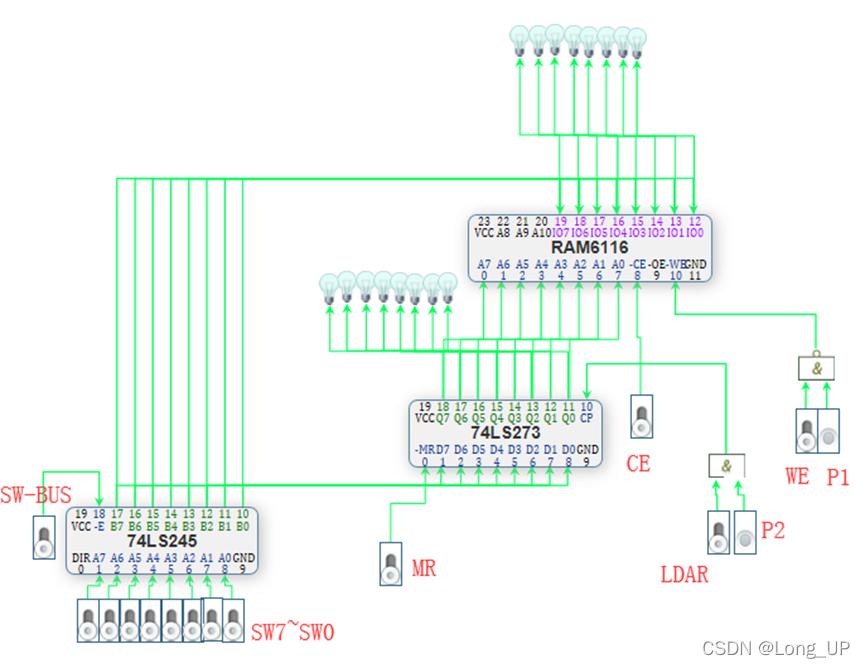 23 22 21 20 19 18 17 16 15 14 13 12
VCC A8 A9 A10 IO7 IO6 IO5 IO4 IO3 IO2 IO1 IO0
RAM6116
A7 A6 A5 A4 A3 A2 A1 A0 -CE -OE -WE GND
0 1 2 3 4 5 6 7 8 9 10 11
&
WE P1
19 18 17 16 15 14 13 12 11 10
VCC Q7 Q6 Q5 Q4 Q3 Q2 Q1 Q0 CP
74LS273
-MR D7 D6 D5 D4 D3 D2 D1 D0 GND
0 1 2 3 4 5 6 7 8 9
CE
&
P2
LDAR
SW-BUS
19 18 17 16 15 14 13 12 11 10
VCC -E B7 B6 B5 B4 B3 B2 B1 B0
74LS245
DIR A7 A6 A5 A4 A3 A2 A1 A0 GND
0 1 2 3 4 5 6 7 8 9
MR
SW7~SW0
CSDN @Long_UP